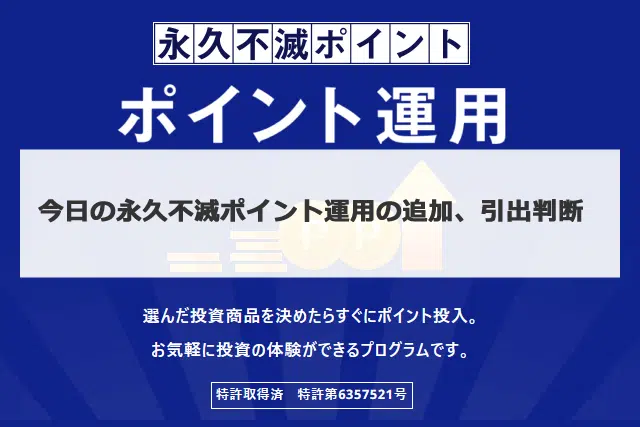 永久不滅ポイント
ポイント運用
今日の永久不滅ポイント運用の追加、引出判断
選んだ投資商品を決めたらすぐにポイント投入。
お気軽に投資の体験ができるプログラムです。
特許取得済　特許第6357521号